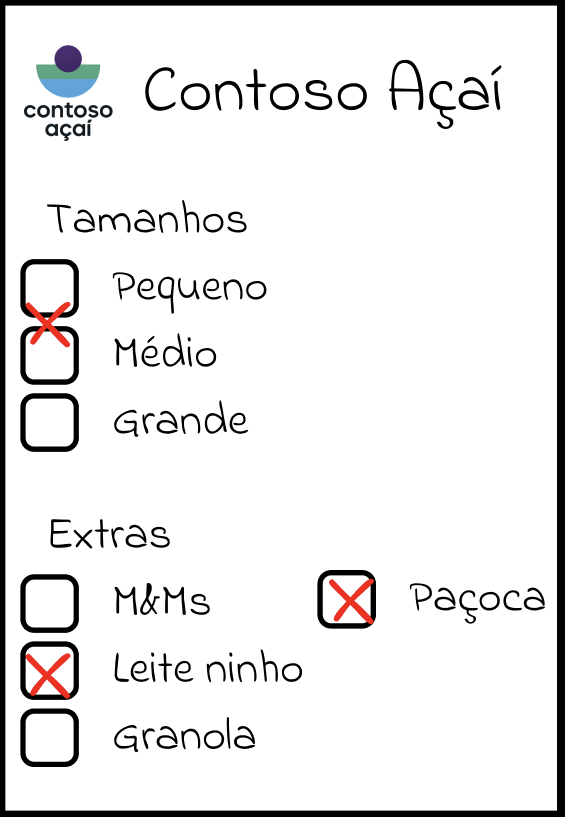 contoso
açaí
Contoso Açaí
Tamanhos
Pequeno
Médio
Grande
Extras
M&Ms
Paçoca
Leite ninho
Granola